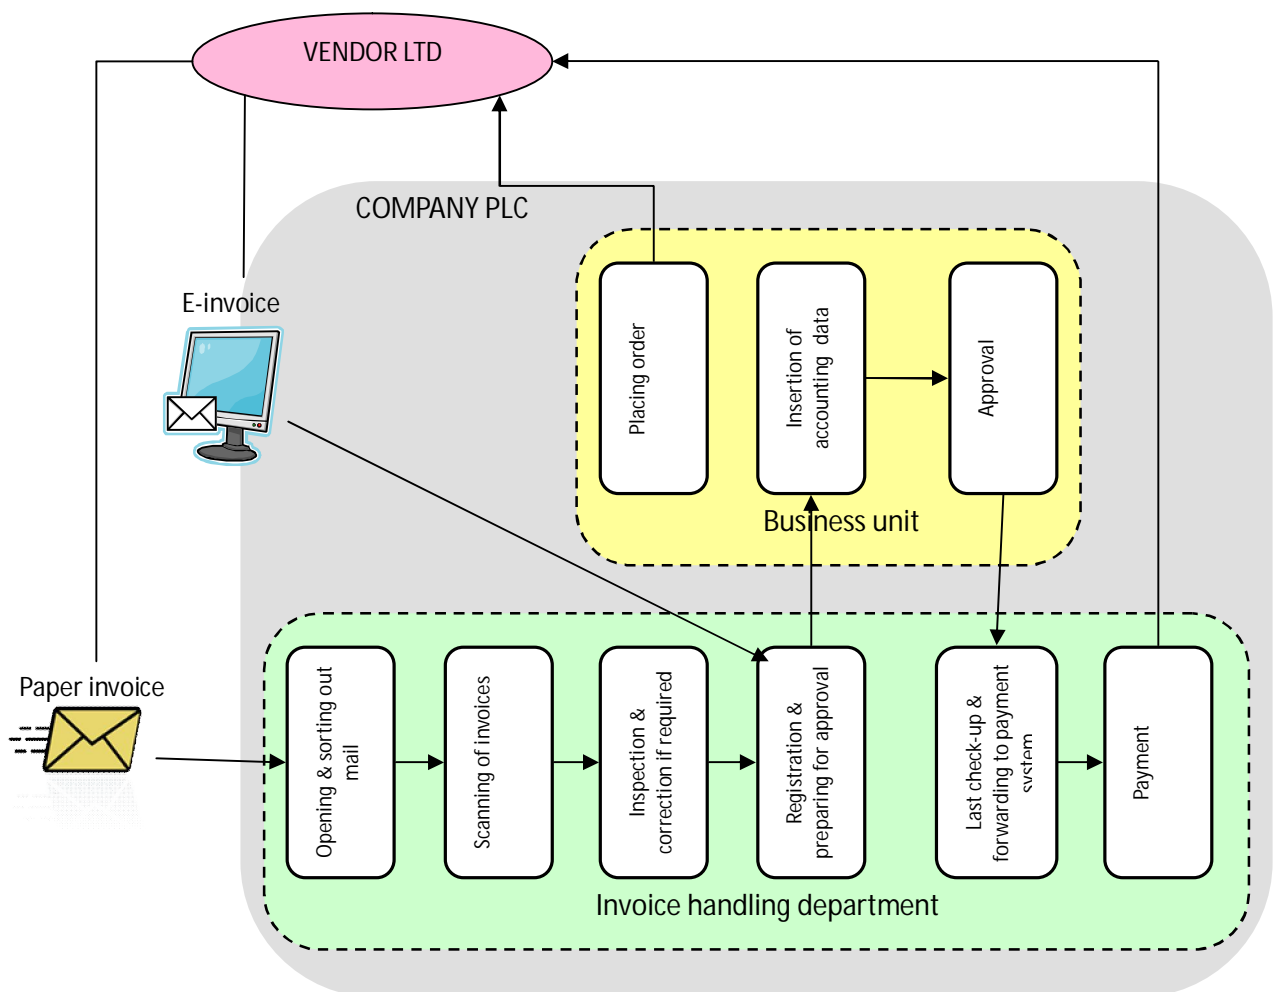 VENDOR LTD
COMPANY PLC
E-invoice
Placing order
Insertion of
accounting data
Approval
Business unit
Paper invoice
Opening & sorting out
mail
Scanning of invoices
Inspection &
correction if required
Registration &
preparing for approval
Last check-up &
forwarding to payment
system
Payment
Invoice handling department